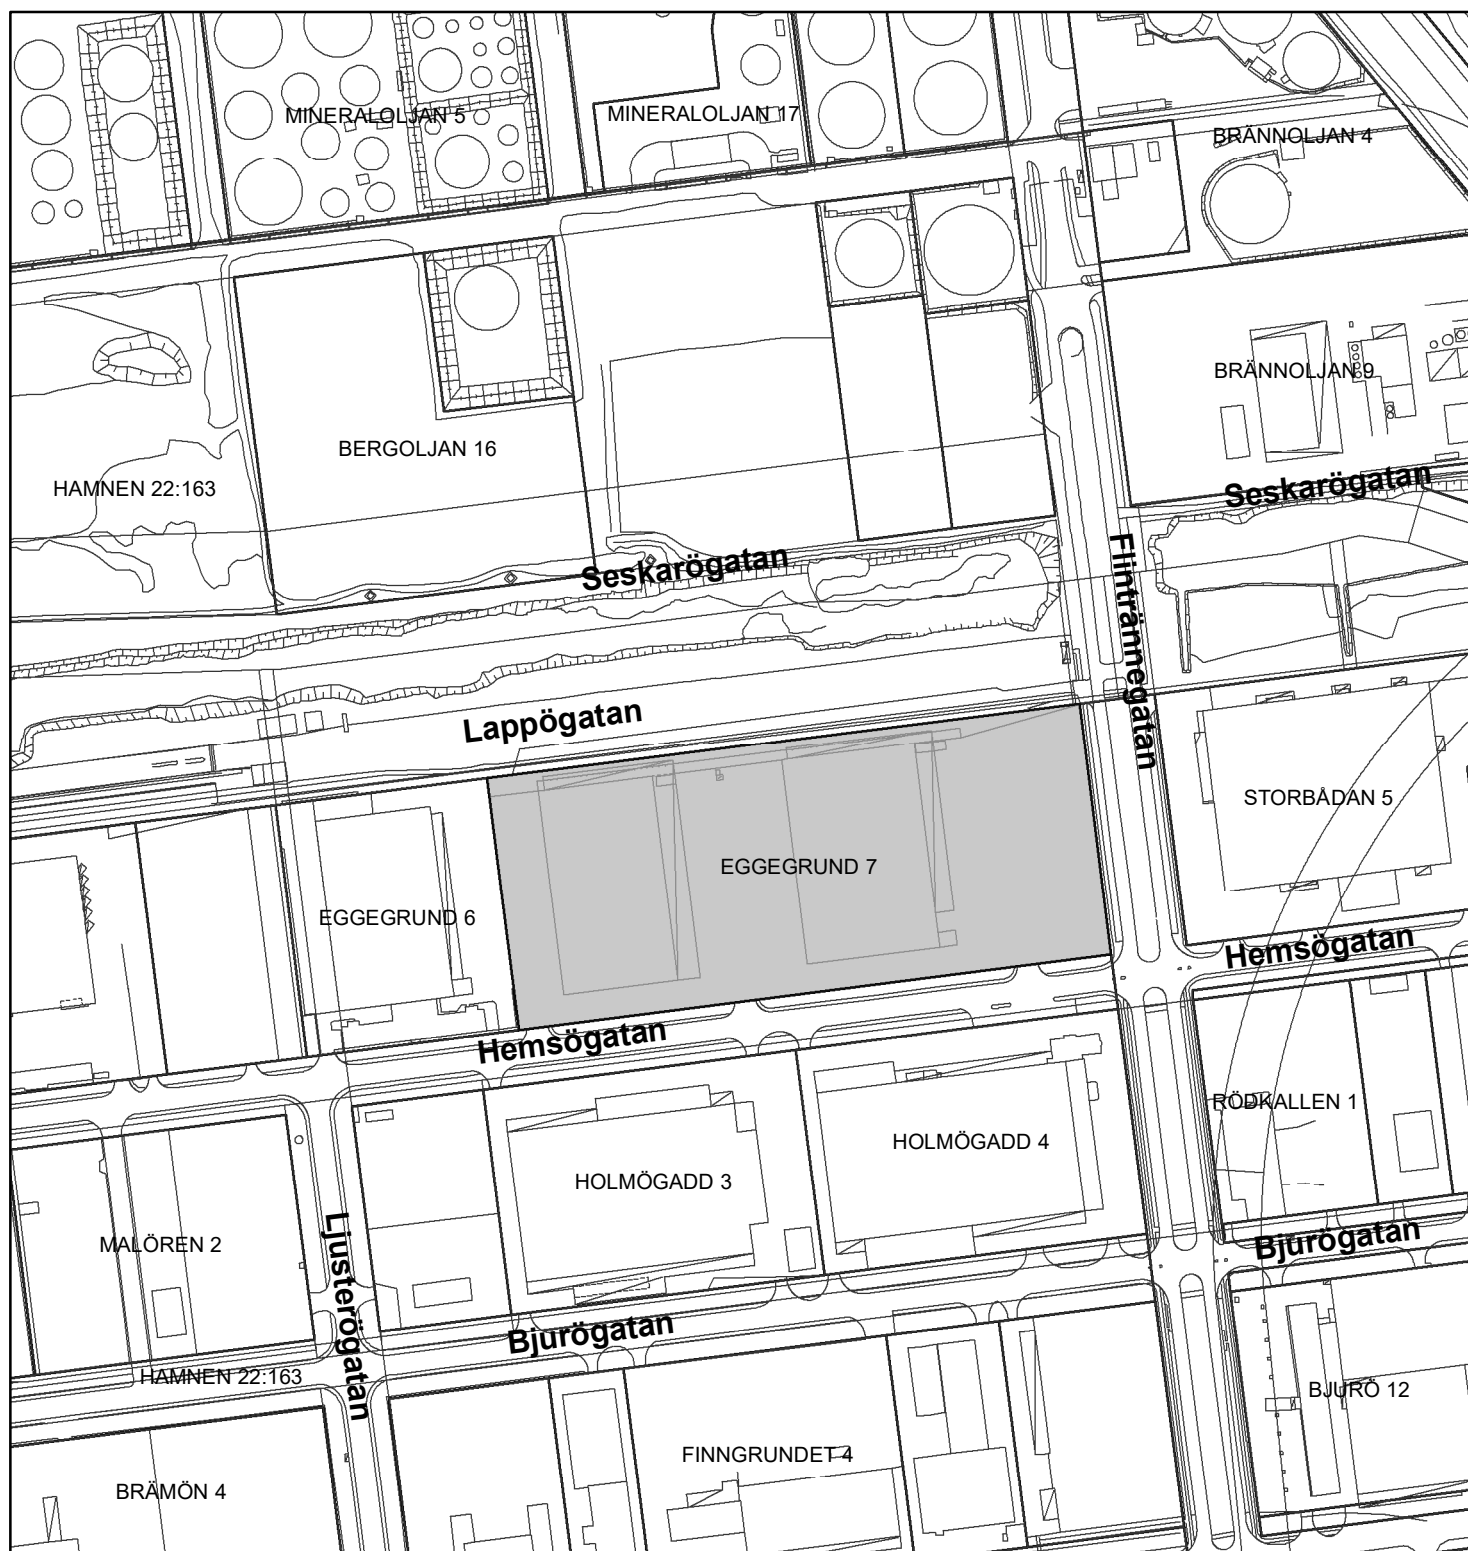 MINERALOLJAN 5
MINERALOLJAN 17
BRÄNNOLJAN 4
BRÄNNOLJAN 9
BERGOLJAN 16
HAMNEN 22:163
Seskarögatan
Seskarögatan
Flintrännegatan
Lappögatan
STORBÅDAN 5
EGGEGRUND 7
EGGEGRUND 6
Hemsögatan
Hemsögatan
RÖDKALLEN 1
HOLMÖGADD 4
HOLMÖGADD 3
MALÖREN 2
Ljusterögatan
Bjurögatan
Bjurögatan
HAMNEN 22:163
BJURÖ 12
FINNGRUNDET 4
BRÄMÖN 4